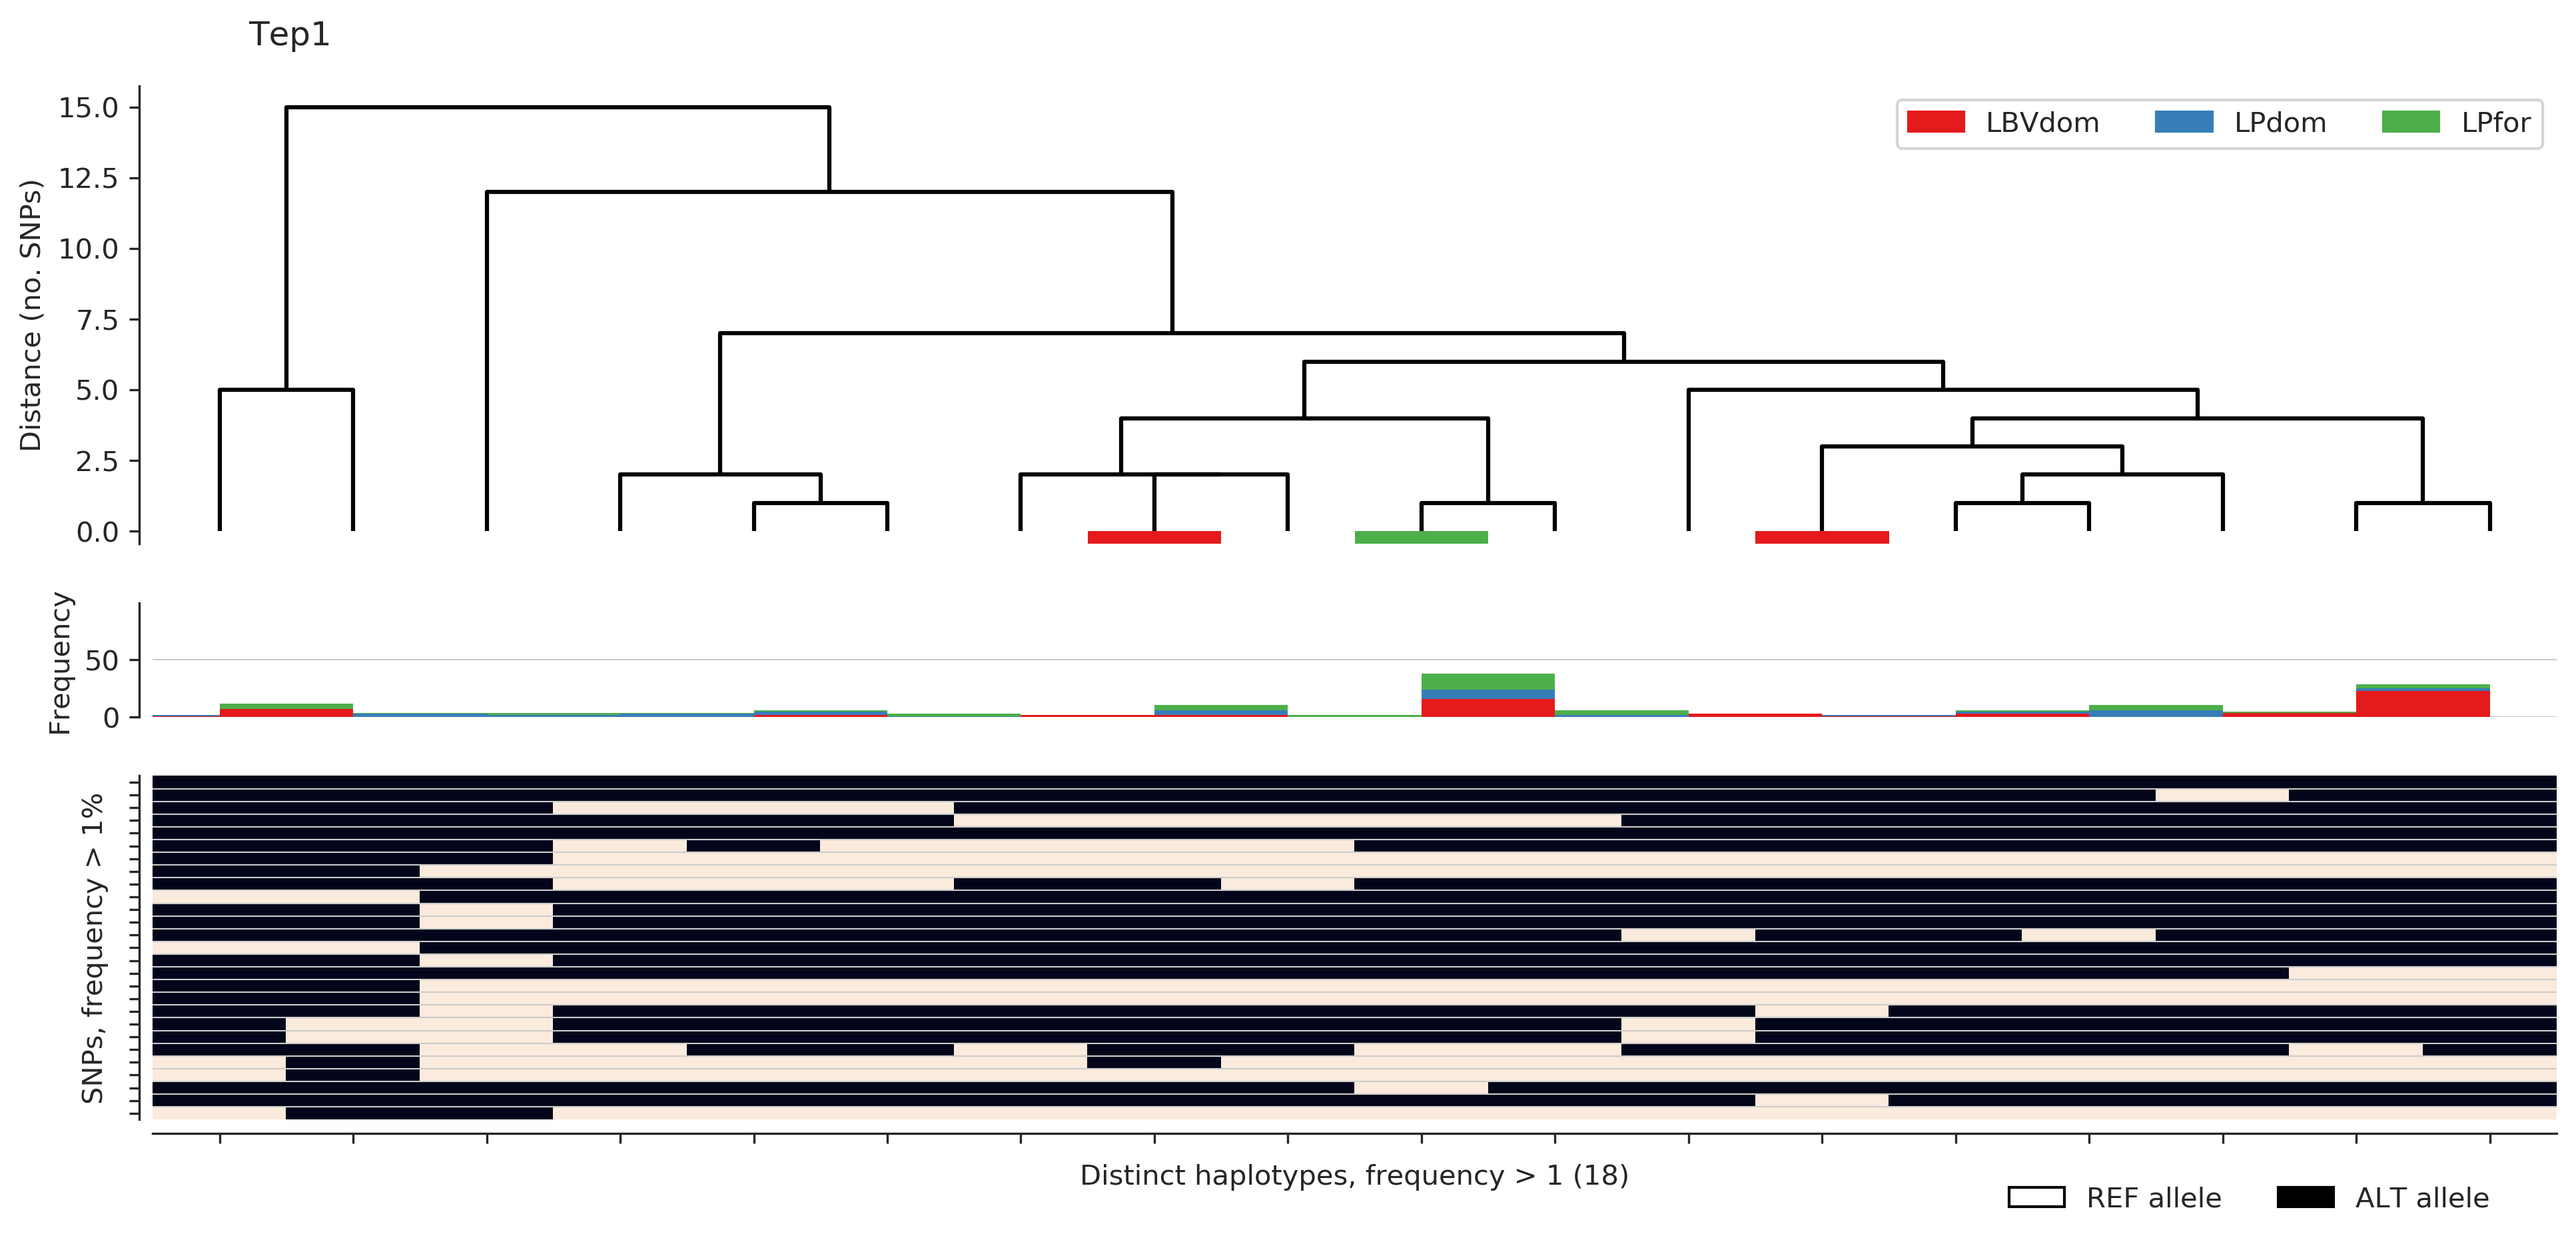 Tep1
15.0
12.5
10.0
7.5
5.0
2.5
0.0
Distance (no. SNPs)
LBVdom LPdom LPfor
50
0
Frequency
SNPs, frequency > 1%
Distinct haplotypes, frequency > 1 (18)
REF allele ALT allele